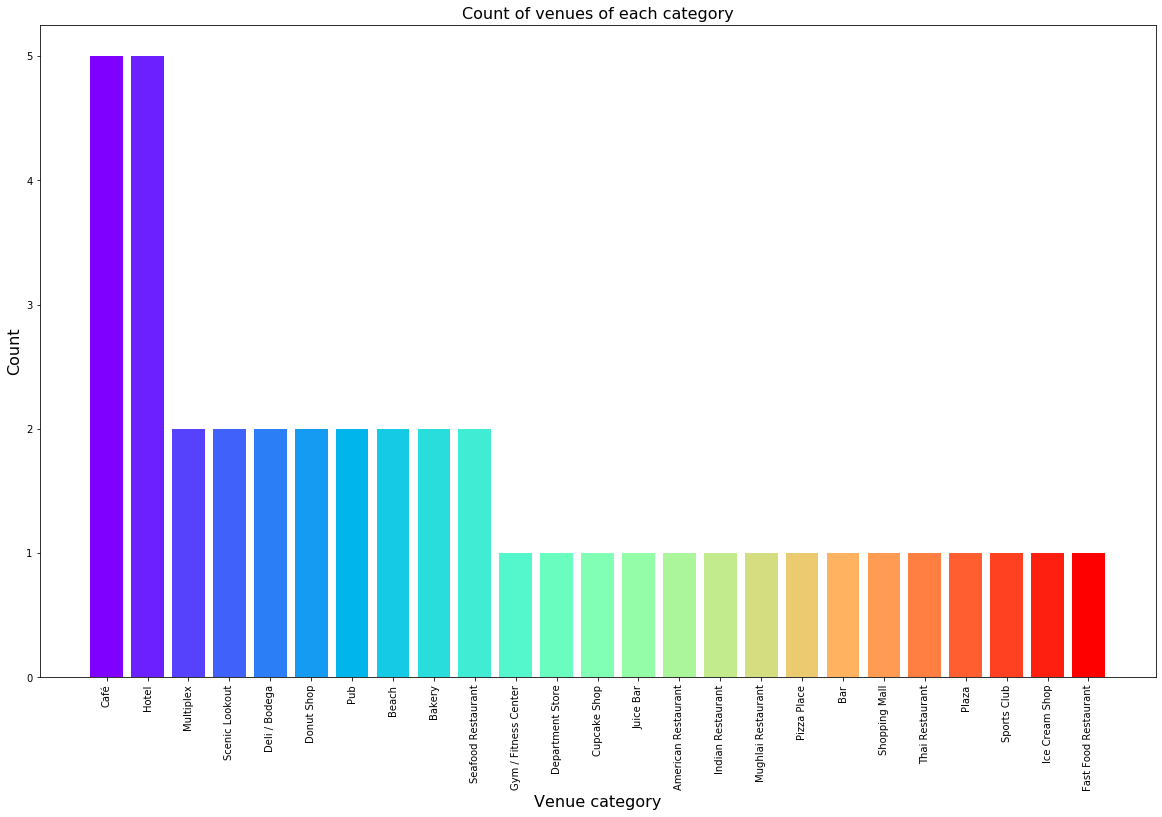 Count of venues of each category
Count
5
4
3
2
1
0
Café
Hotel
Multiplex
Scenic Lookout
Deli / Bodega
Donut Shop
Pub
Beach
Bakery
Seafood Restaurant
Gym / Fitness Center
Department Store
Cupcake Shop
Juice Bar
American Restaurant
Indian Restaurant
Mughlai Restaurant
Pizza Place
Bar
Shopping Mall
Thai Restaurant
Plaza
Sports Club
Ice Cream Shop
Fast Food Restaurant
Venue category